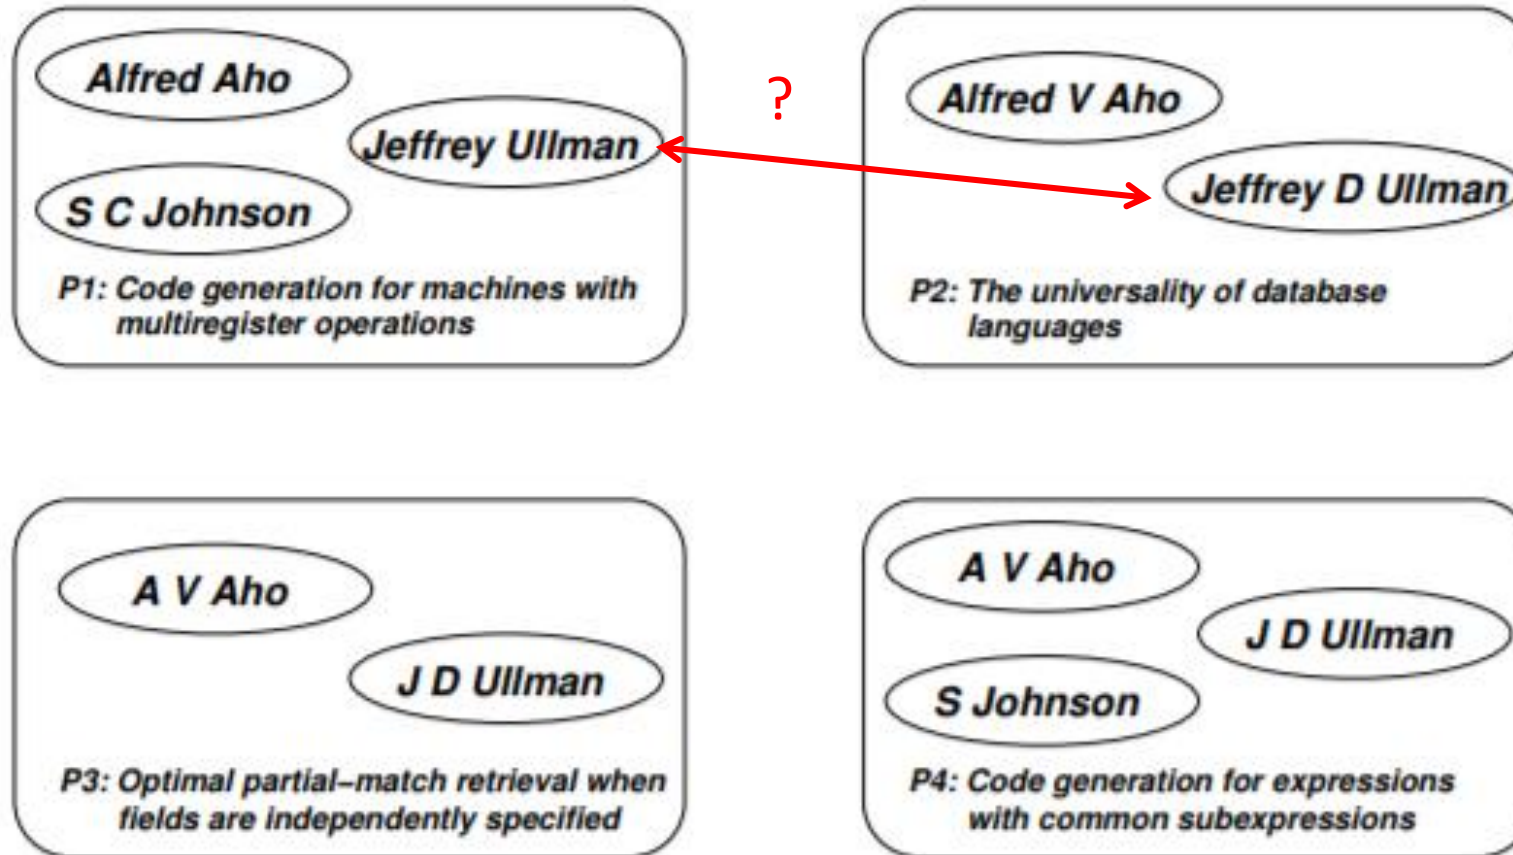 Alfred Aho
Jeffrey Ullman
S C Johnson
P1: Code generation for machines with
multiregister operations
?
Alfred V Aho
Jeffrey D Ullman
P2: The universality of database
languages
A V Aho
J D Ullman
P3: Optimal partial–match retrieval when
fields are independently specified
A V Aho
J D Ullman
S Johnson
P4: Code generation for expressions
with common subexpressions